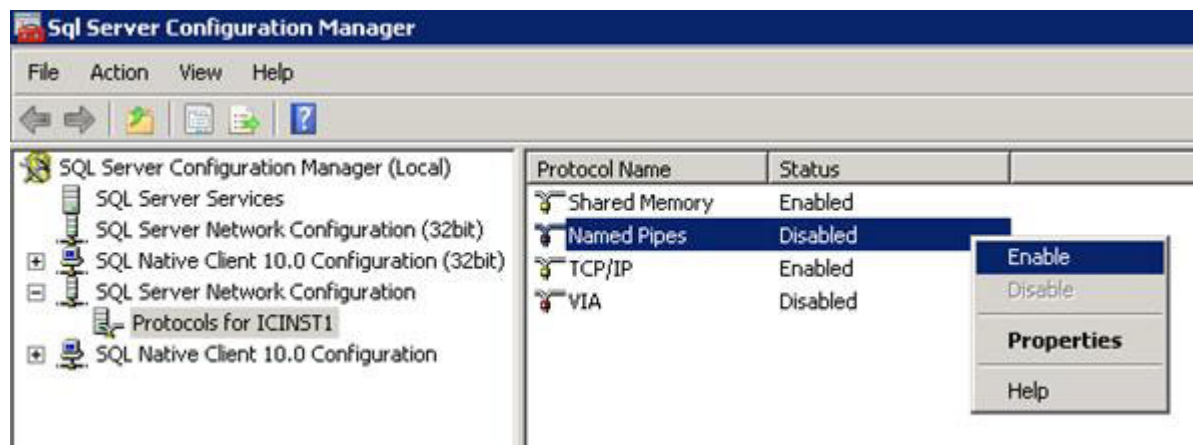 Sql Server Configuration Manager
File Action View Help
SQL Server Configuration Manager (Local)
SQL Server Services
SQL Server Network Configuration (32bit)
SQL Native Client 10.0 Configuration (32bit)
SQL Server Network Configuration
Protocols for ICINST1
SQL Native Client 10.0 Configuration
Protocol Name Status
Shared Memory Enabled
Named Pipes Disabled
TCP/IP Enabled
VIA Disabled
Enable
Disable
Properties
Help